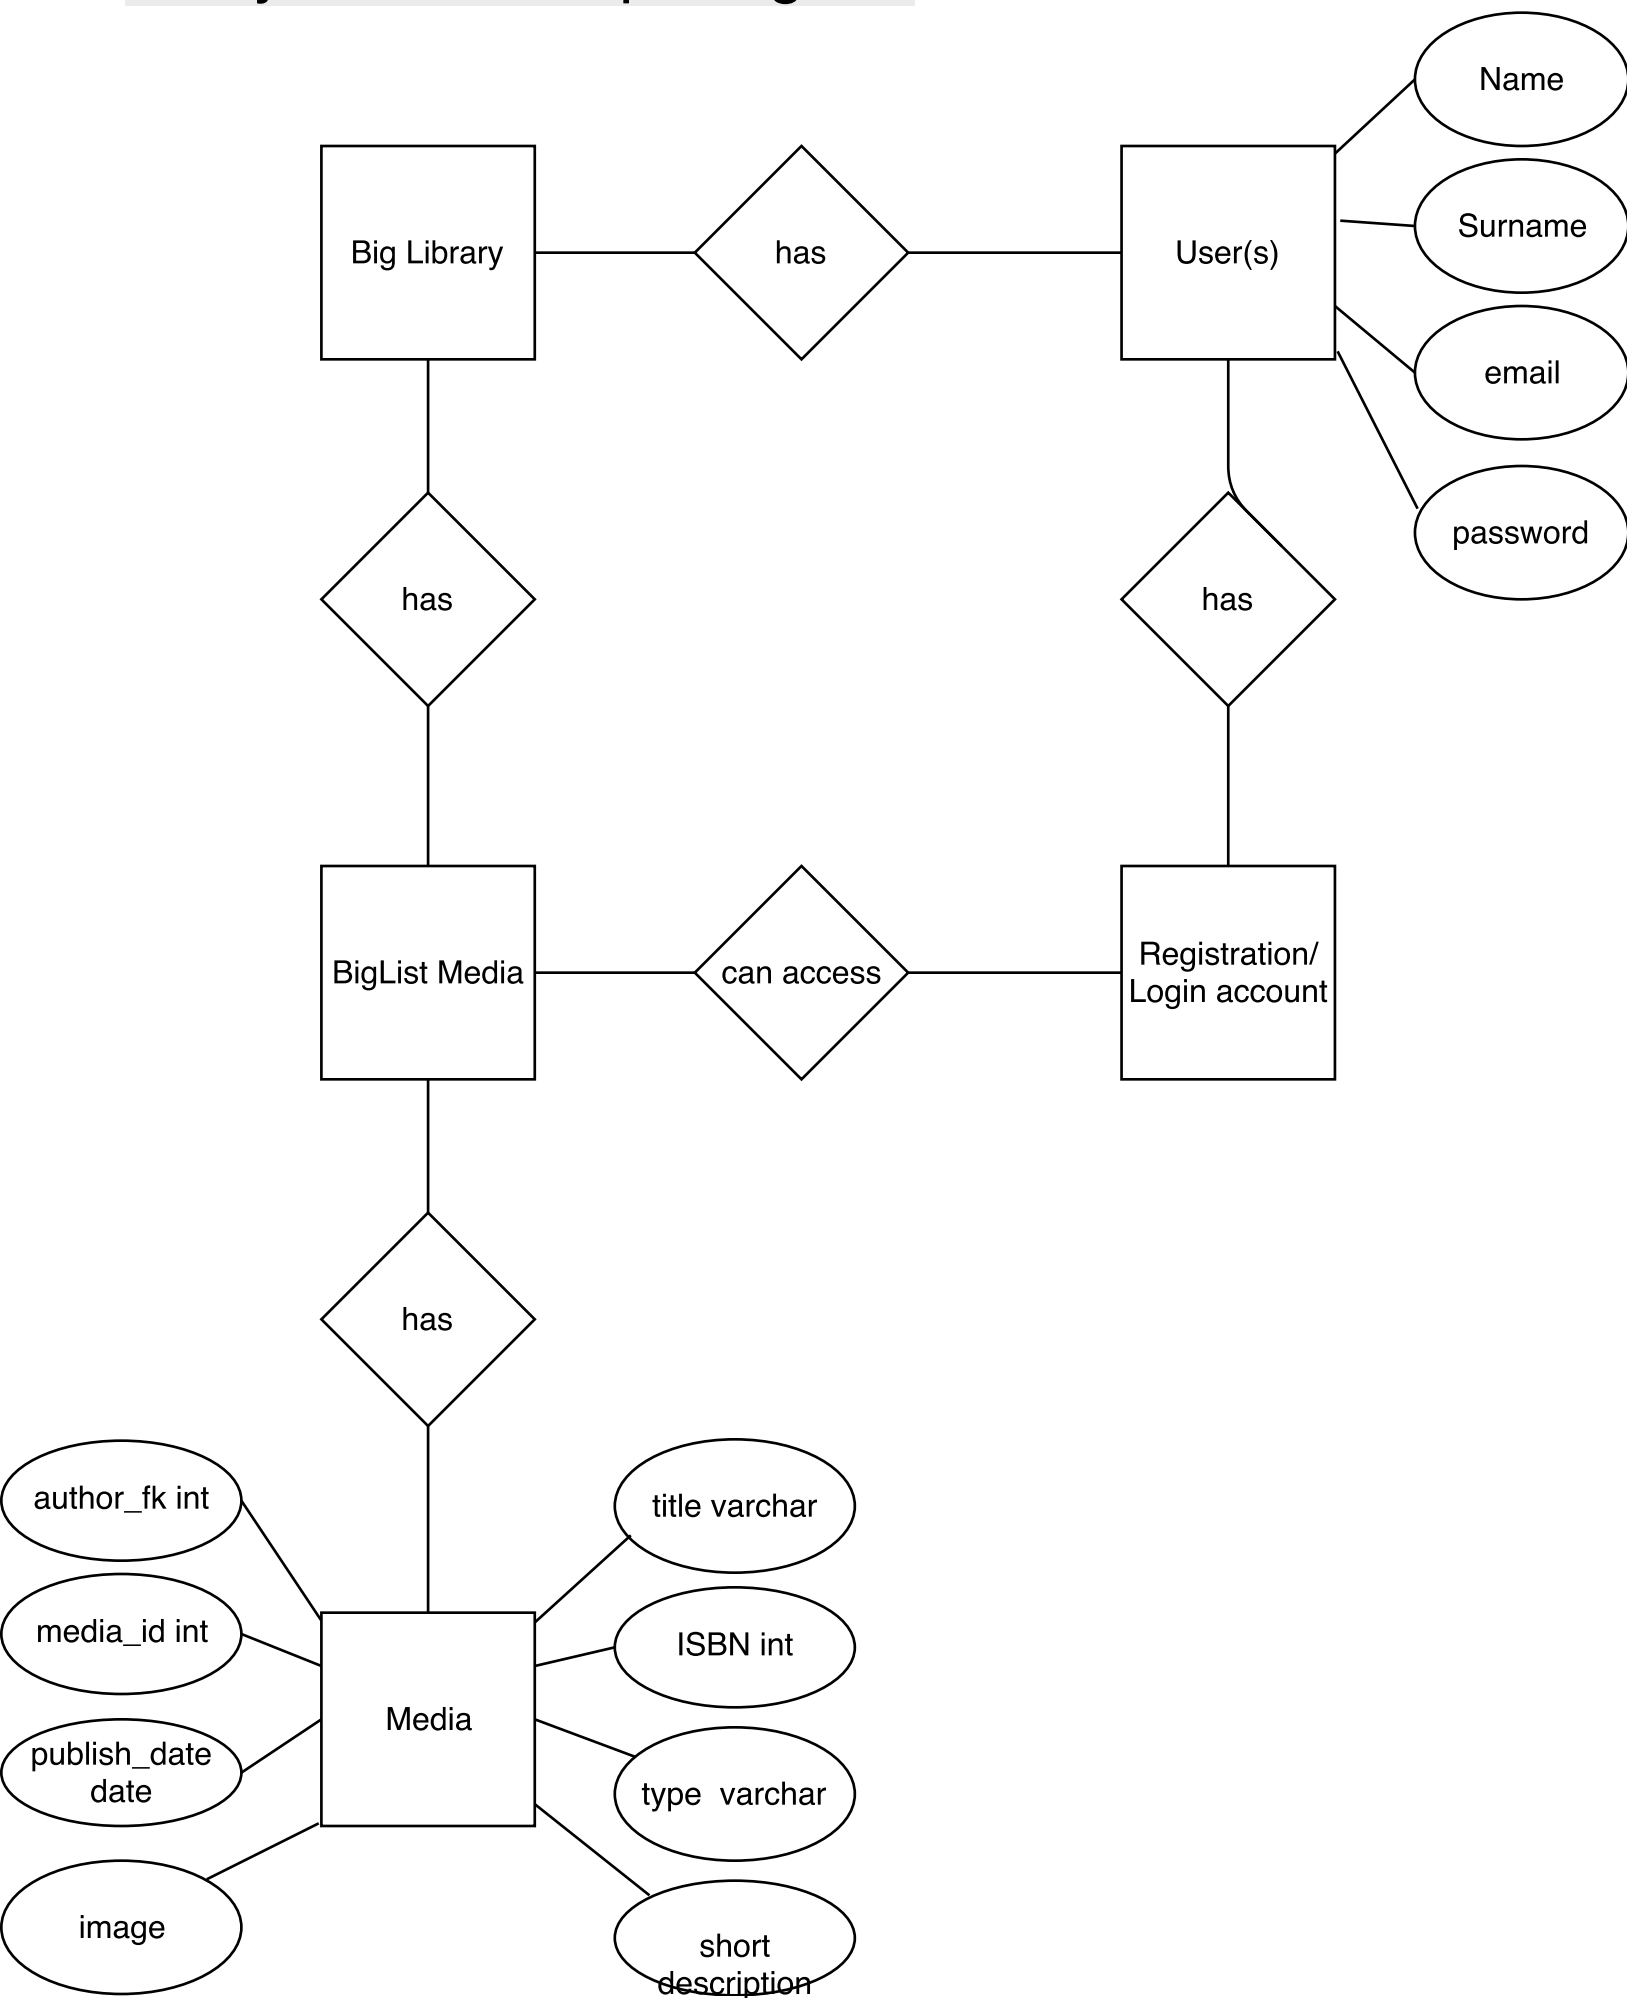 Name
Surname
email
password
Big Library
has
User(s)
has
has
BigList Media
can access
Registration/
Login account
has
author_fk int
media_id int
publish_date
date
image
Media
title varchar
ISBN int
type  varchar
short
description